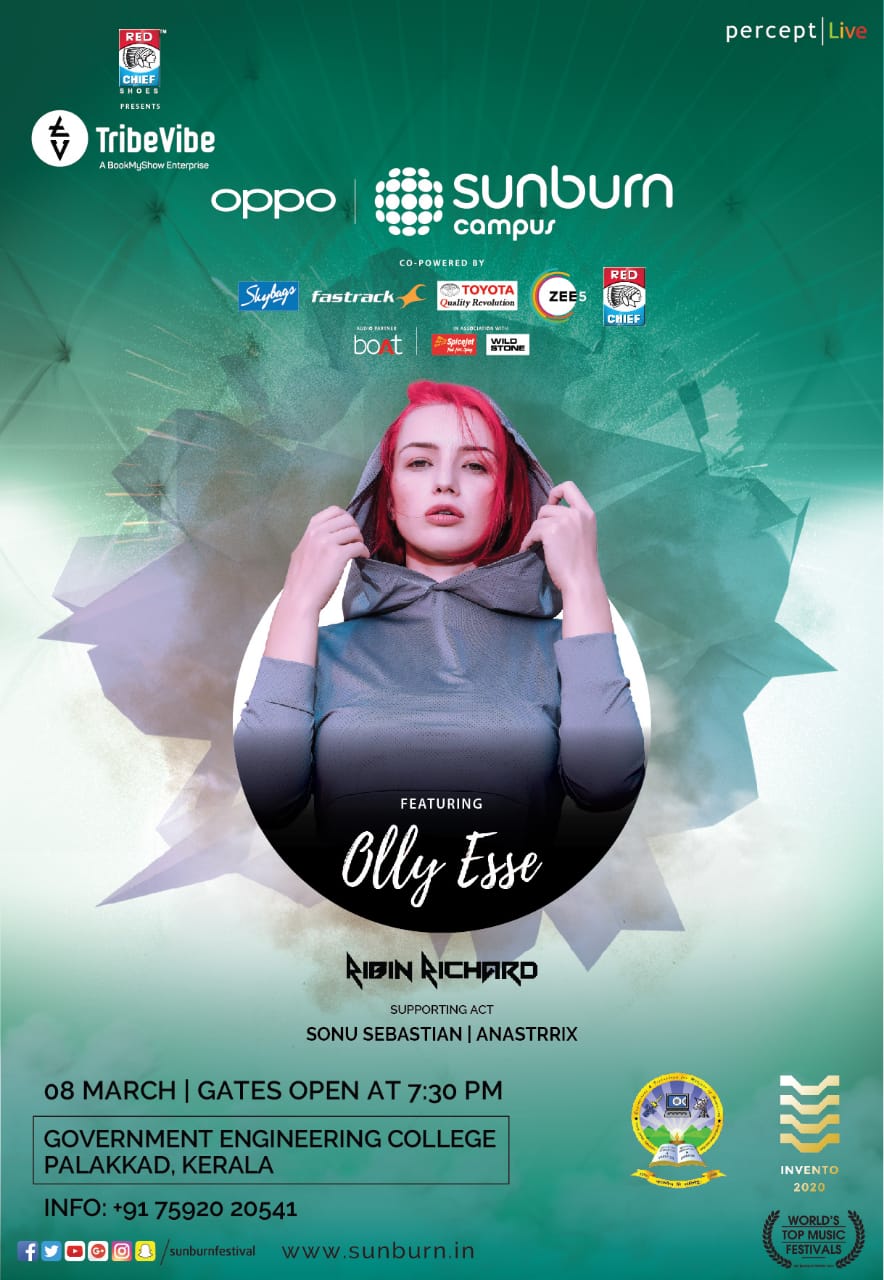 percept|Live
RED
CHIEF
SHOES
PRESENTS
TribeVibe
A BookMyShow Enterprise
oppo
sunburn
campus
CO-POWERED BY
Skybags
fastrack
TOYOTA
Quality Revolution
ZEE5
RED
CHIEF
AUDIO PARTNER
boAt
IN ASSOCIATION WITH
SpiceJet
WILD
STONE
FEATURING
Olly Esse
RIBIN RICHARD
SUPPORTING ACT
SONU SEBASTIAN | ANASTRRIX
08 MARCH | GATES OPEN AT 7:30 PM
GOVERNMENT ENGINEERING COLLEGE
PALAKKAD, KERALA
INFO: +91 75920 20541
/sunburnfestival
www.sunburn.in
INVENTO
2020
WORLD'S
TOP MUSIC
FESTIVALS